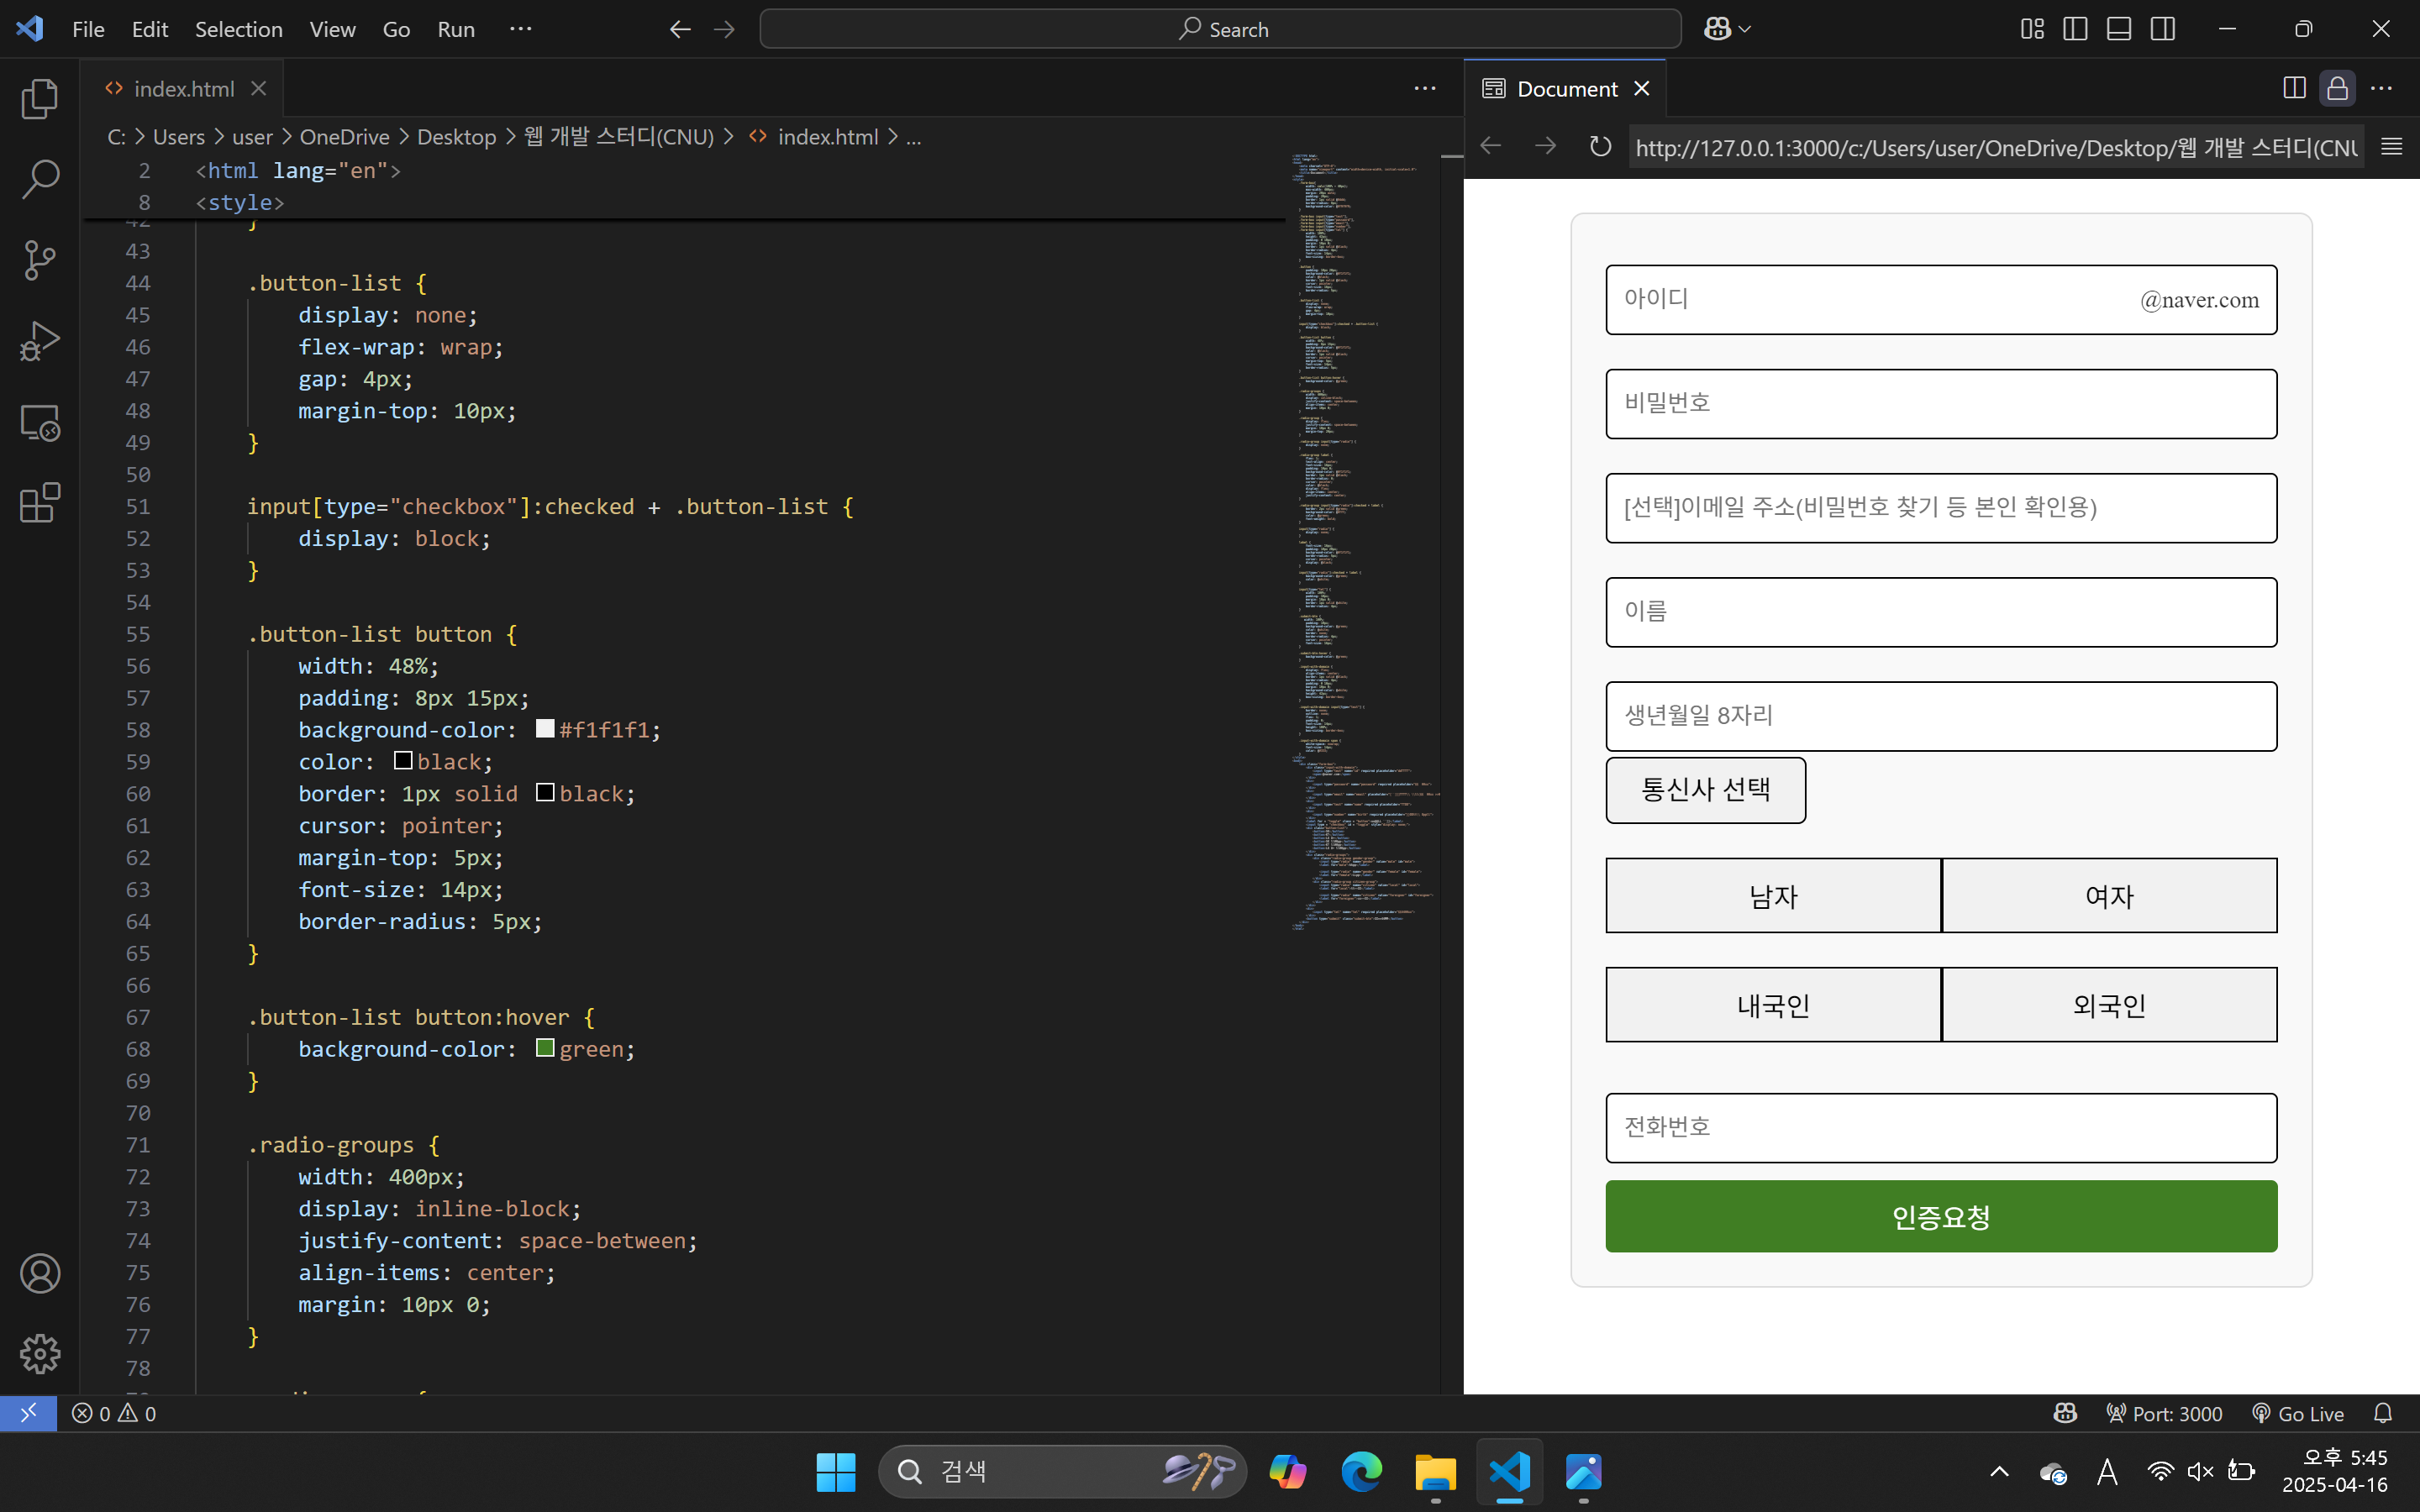 File Edit Selection View Go Run ··· Search
index.html
Document
C: > Users > user > OneDrive > Desktop > 웹 개발 스터디(CNU) > index.html > ...
http://127.0.0.1:3000/c:/Users/user/OneDrive/Desktop/웹 개발 스터디(CNU
2 <html lang="en">
8 <style>
42 }
43
44 .button-list {
45 display: none;
46 flex-wrap: wrap;
47 gap: 4px;
48 margin-top: 10px;
49 }
50
51 input[type="checkbox"]:checked + .button-list {
52 display: block;
53 }
54
55 .button-list button {
56 width: 48%;
57 padding: 8px 15px;
58 background-color: #f1f1f1;
59 color: black;
60 border: 1px solid black;
61 cursor: pointer;
62 margin-top: 5px;
63 font-size: 14px;
64 border-radius: 5px;
65 }
66
67 .button-list button:hover {
68 background-color: green;
69 }
70
71 .radio-groups {
72 width: 400px;
73 display: inline-block;
74 justify-content: space-between;
75 align-items: center;
76 margin: 10px 0;
77 }
78
아이디 @naver.com
비밀번호
[선택]이메일 주소(비밀번호 찾기 등 본인 확인용)
이름
생년월일 8자리
통신사 선택
남자 여자
내국인 외국인
전화번호
인증요청
0 0 Port: 3000 Go Live
검색
A
오후 5:45
2025-04-16